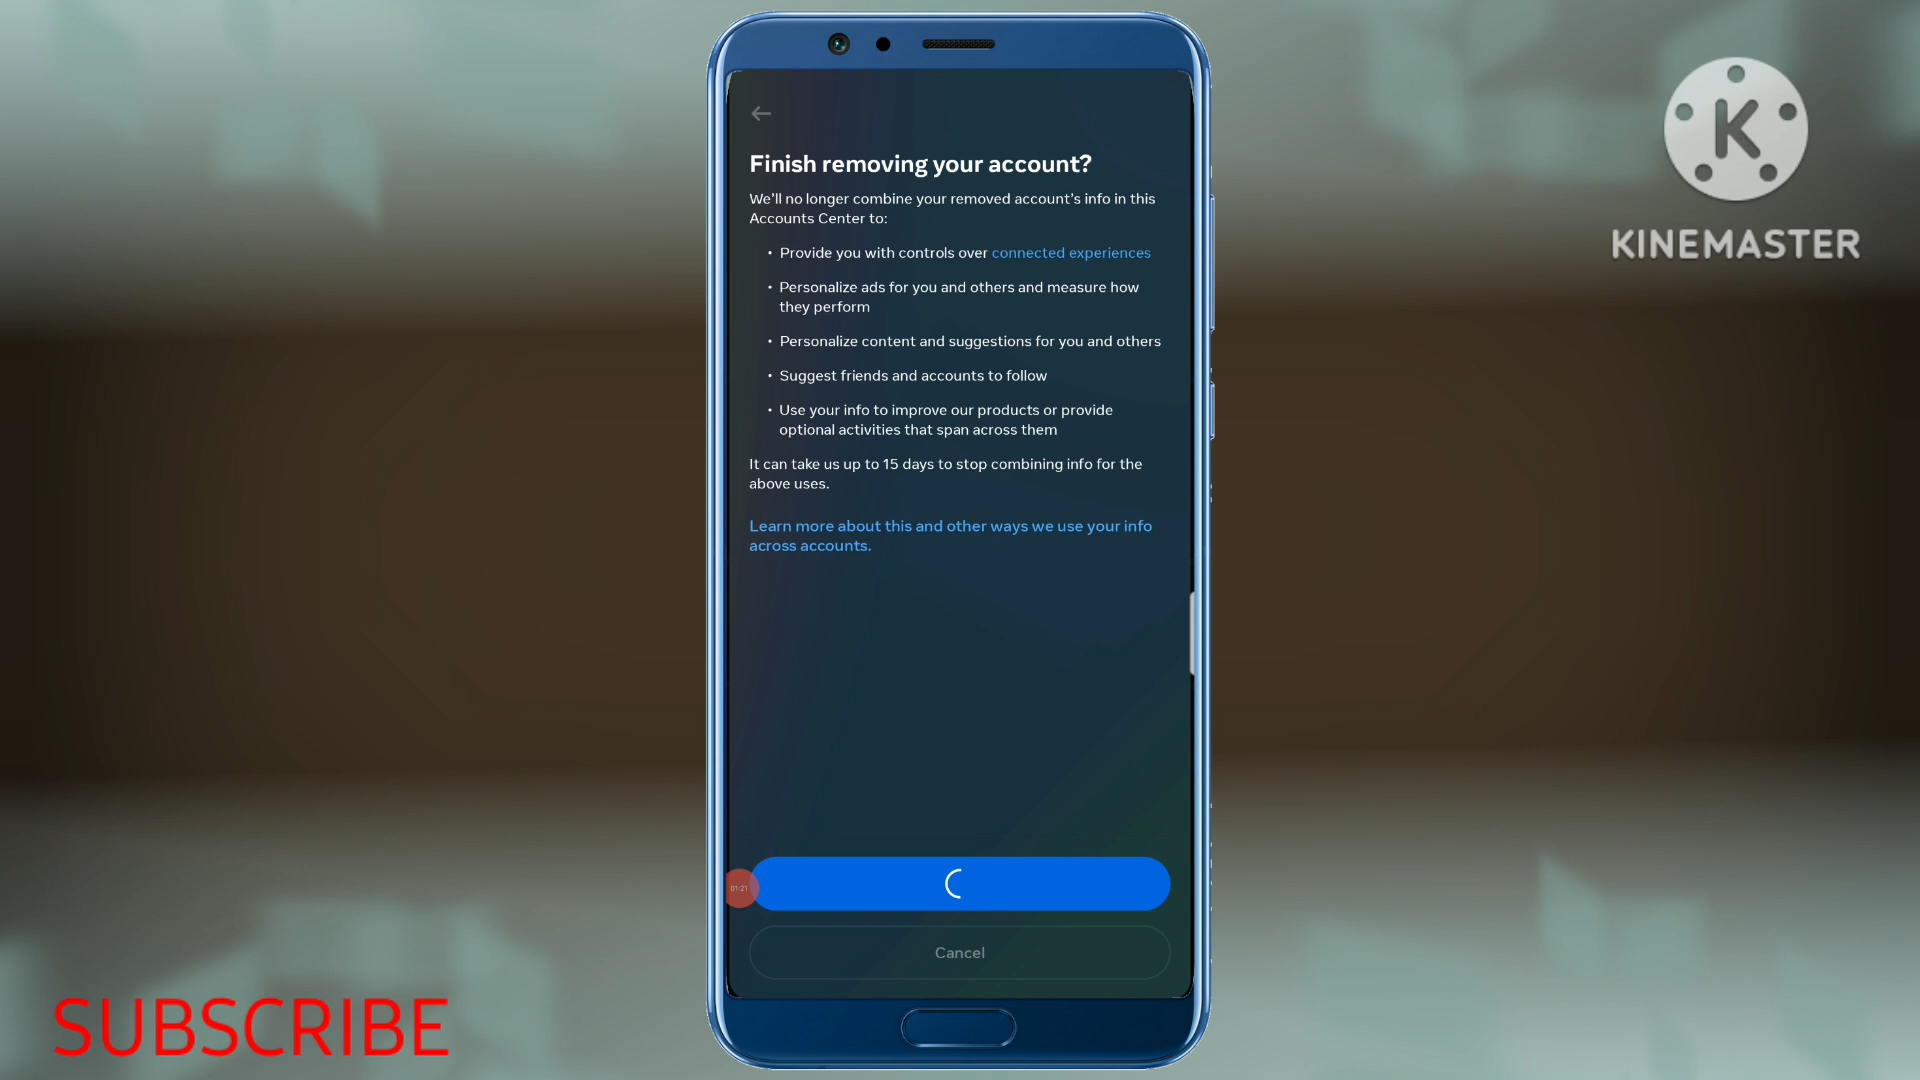 K
KINEMASTER
Finish removing your account?
We'll no longer combine your removed account's info in this
Accounts Center to:
• Provide you with controls over connected experiences
• Personalize ads for you and others and measure how
they perform
• Personalize content and suggestions for you and others
• Suggest friends and accounts to follow
• Use your info to improve our products or provide
optional activities that span across them
It can take us up to 15 days to stop combining info for the
above uses.
Learn more about this and other ways we use your info
across accounts.
01:21
Cancel
SUBSCRIBE